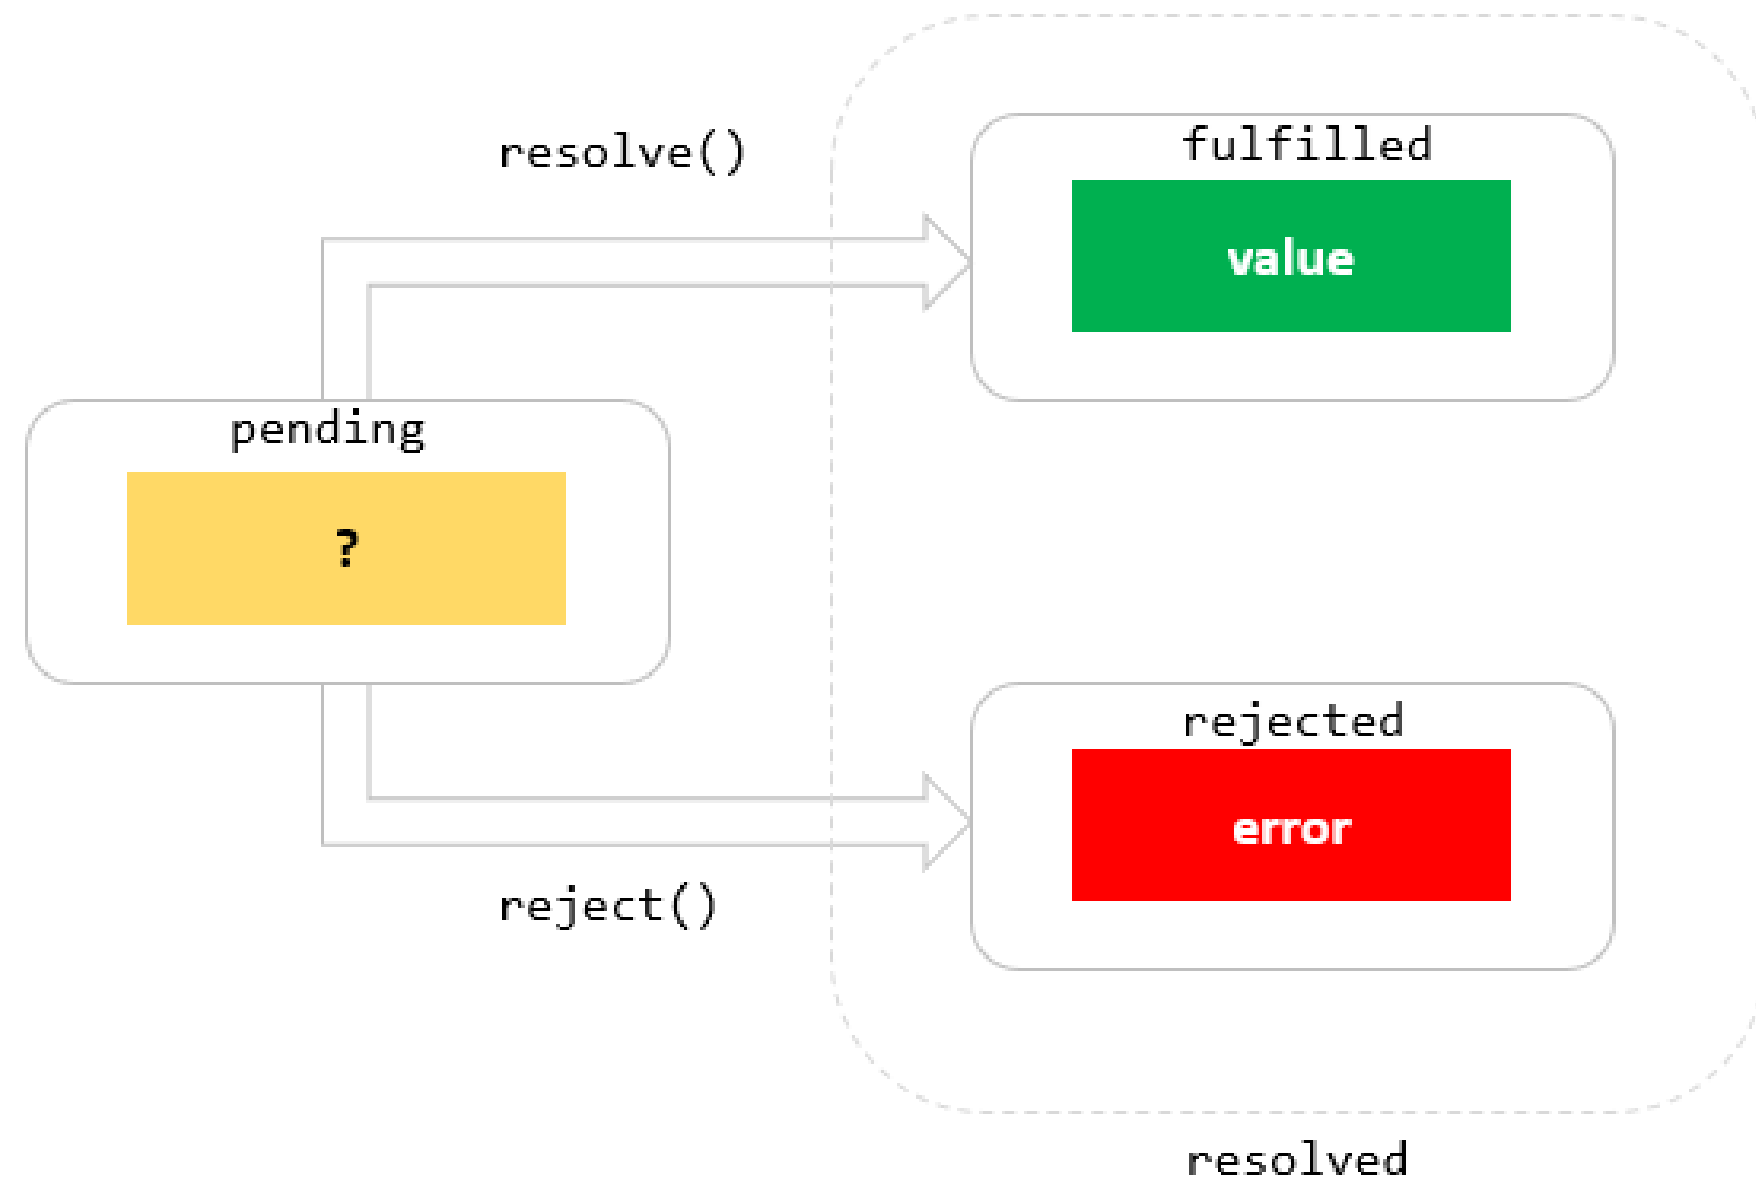 resolve()
fulfilled
value
pending
?
rejected
error
reject()
resolved